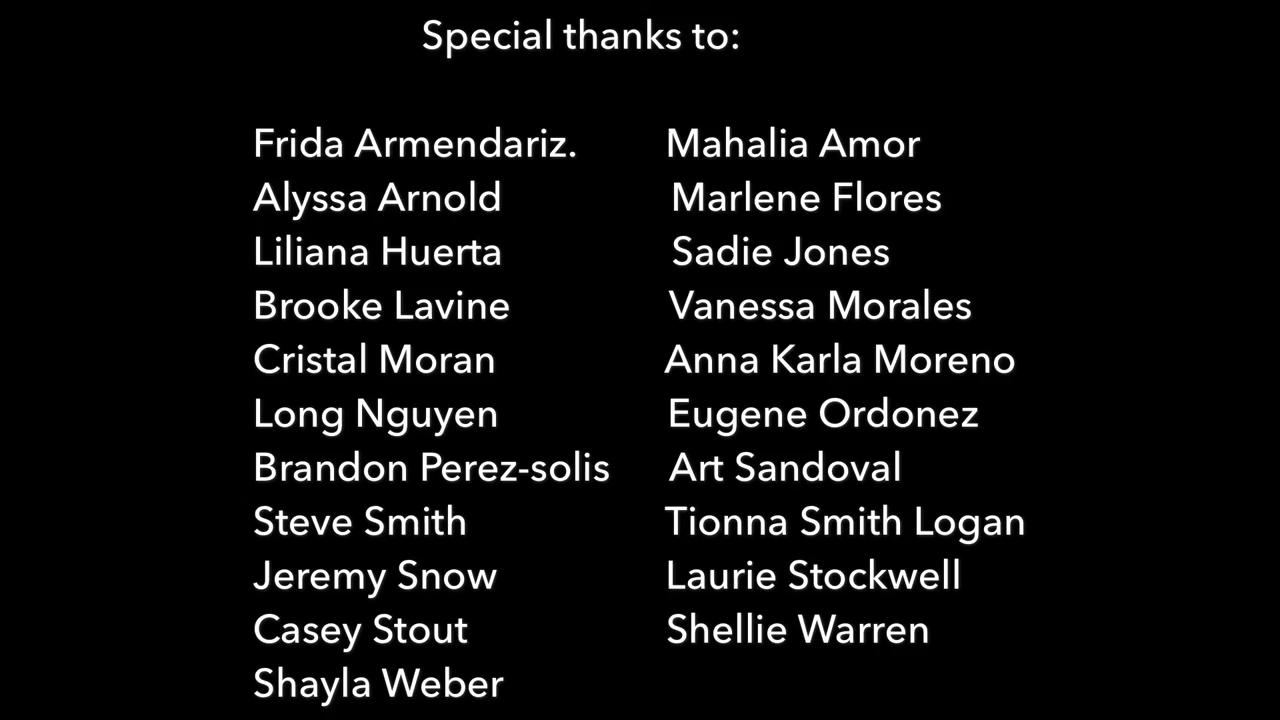 Special thanks to:
Frida Armendariz. Mahalia Amor
Alyssa Arnold Marlene Flores
Liliana Huerta Sadie Jones
Brooke Lavine Vanessa Morales
Cristal Moran Anna Karla Moreno
Long Nguyen Eugene Ordonez
Brandon Perez-solis Art Sandoval
Steve Smith Tionna Smith Logan
Jeremy Snow Laurie Stockwell
Casey Stout Shellie Warren
Shayla Weber